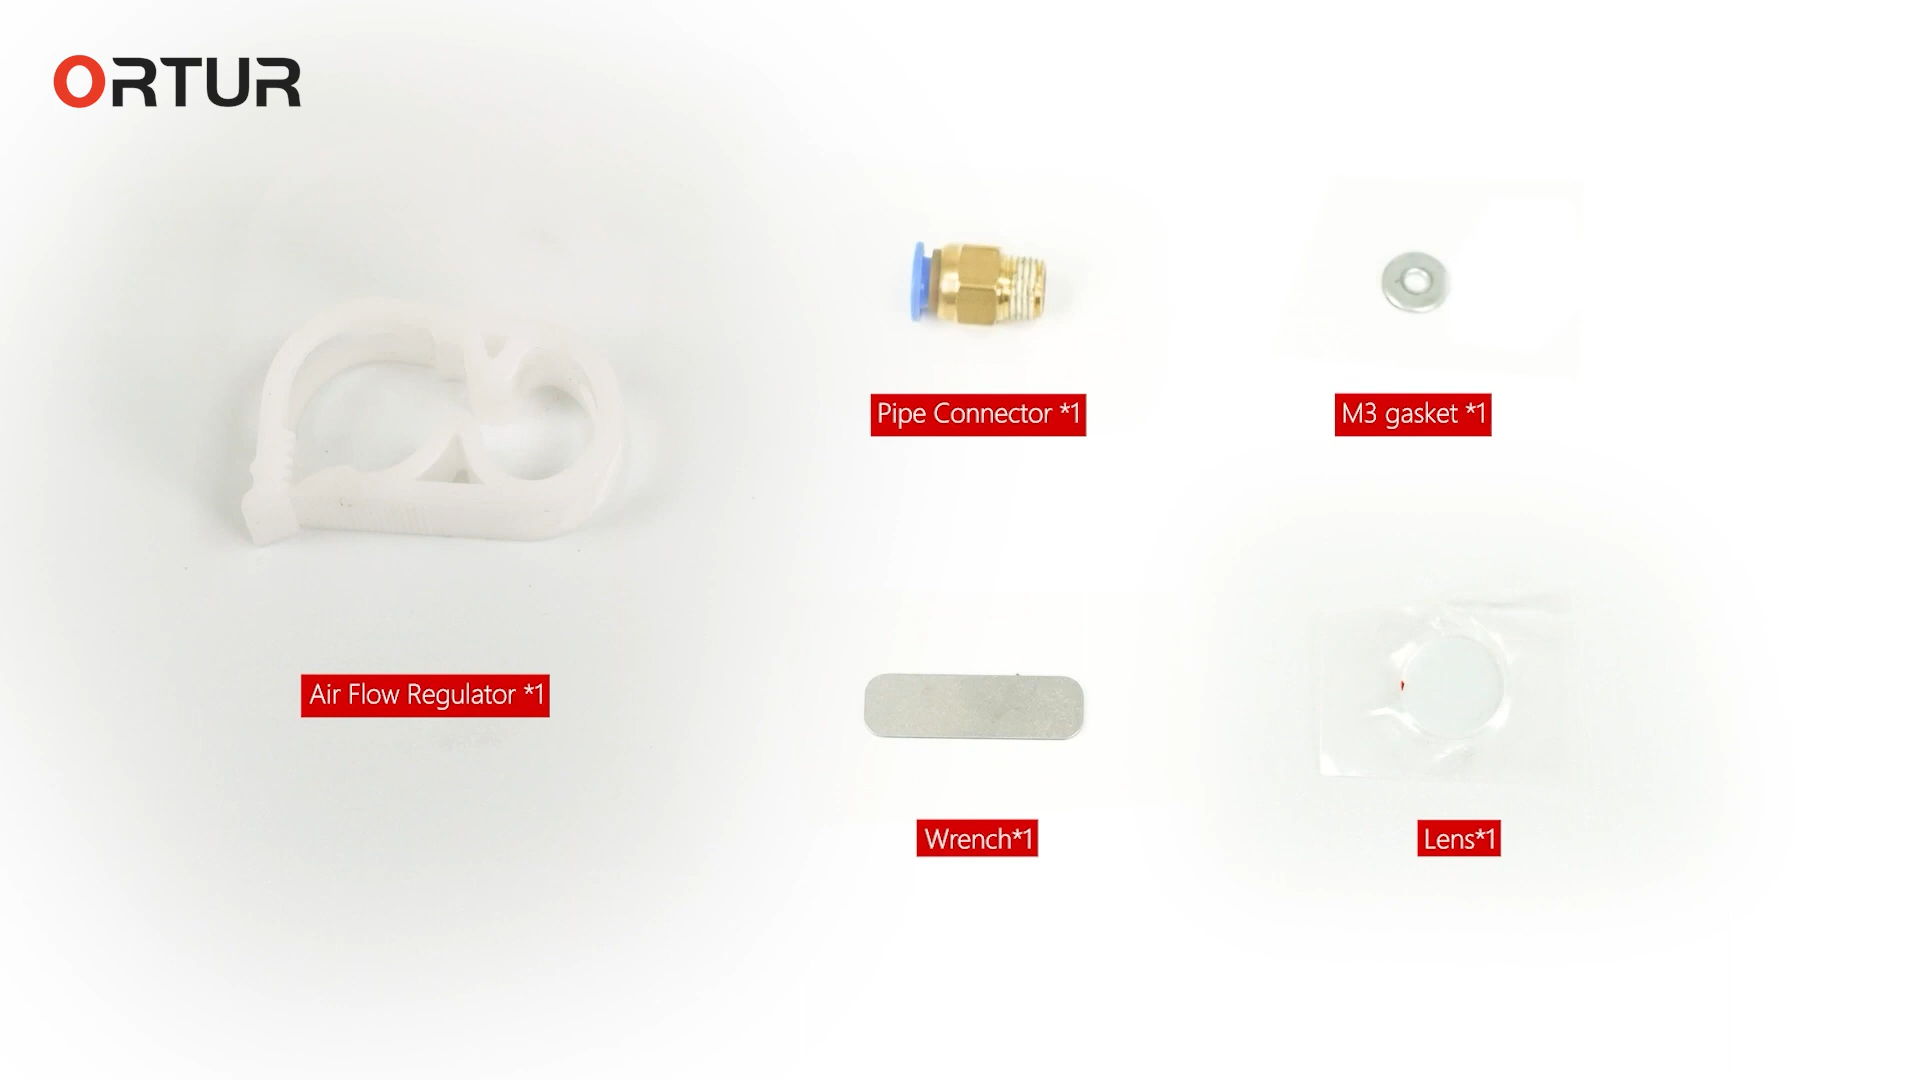 ORTUR
Pipe Connector *1
M3 gasket *1
Air Flow Regulator *1
Wrench*1
Lens*1